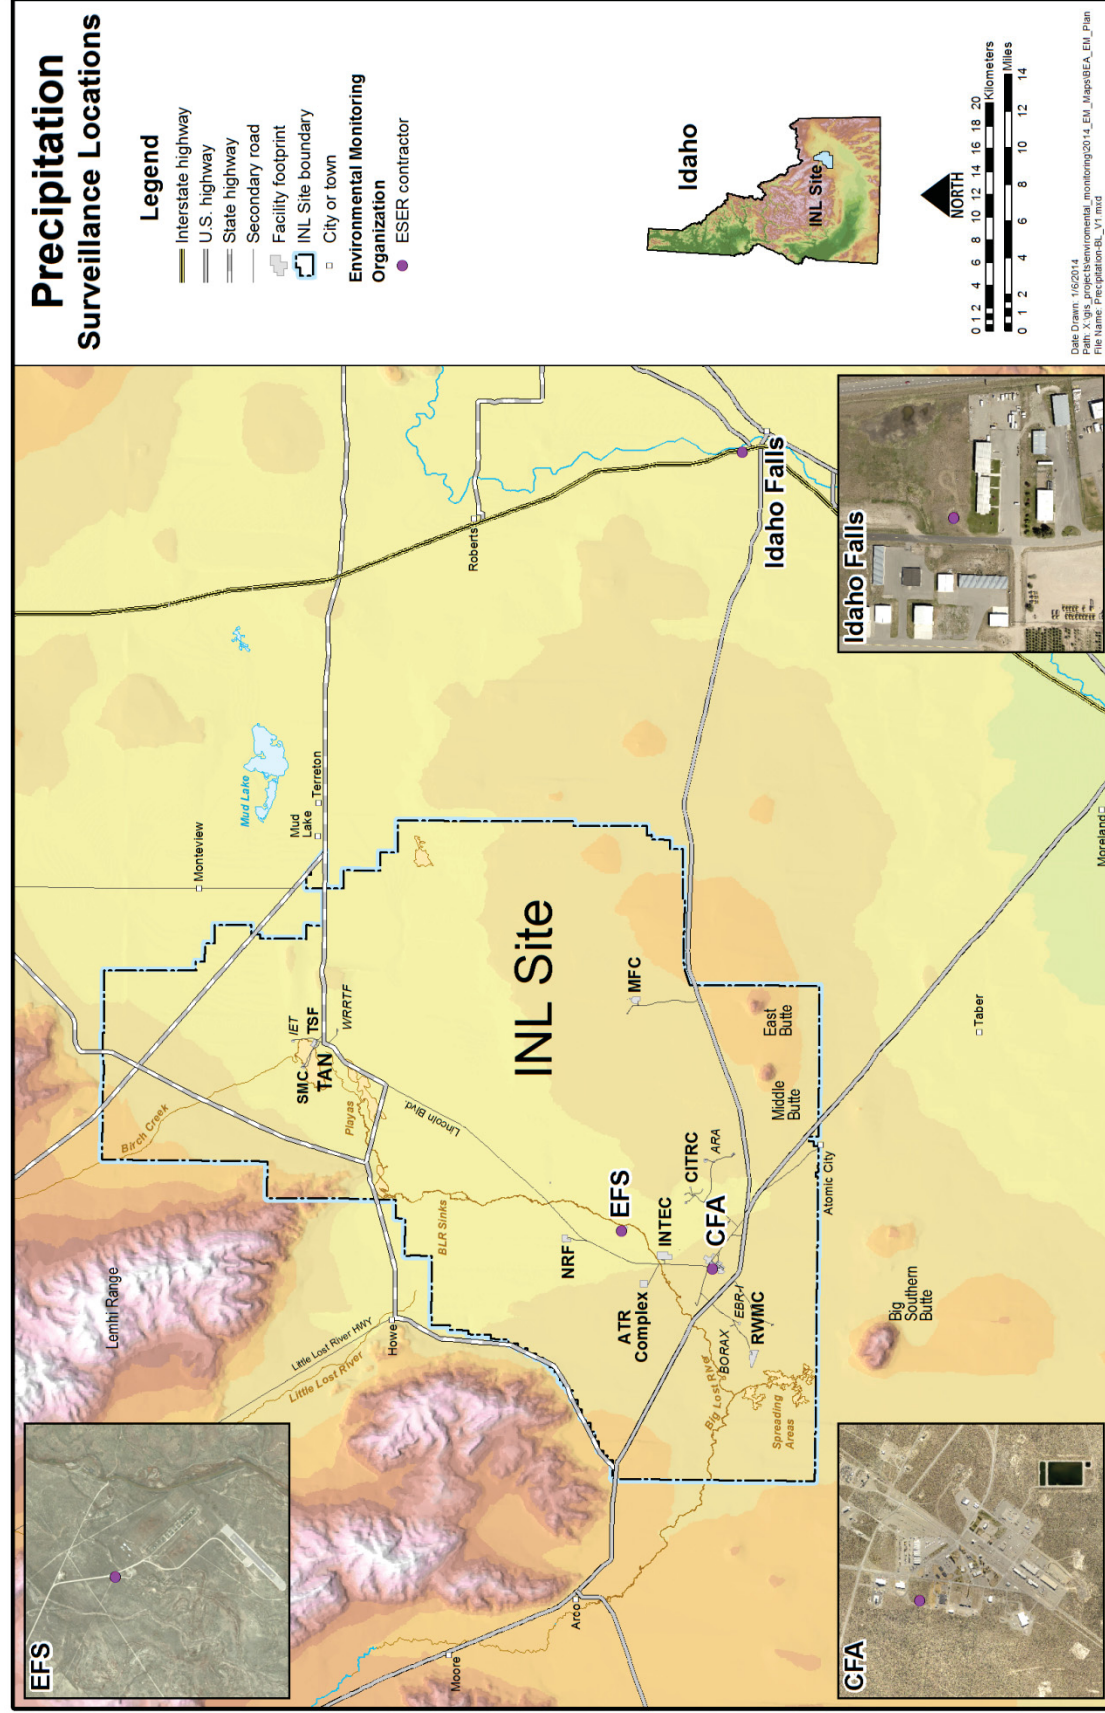 Precipitation
Surveillance Locations
Legend
Interstate highway
U.S. highway
State highway
Secondary road
Facility footprint
INL Site boundary
City or town
Environmental Monitoring
Organization
ESER contractor
Idaho
INL Site
NORTH
0 1 2 4 6 8 10 12 14 16 18 20
Kilometers
Miles
0 1 2 4 6 8 10 12 14
Date Drawn: 1/6/2014
Path: X:\gis_projects\enviromental_monitoring\2014_EM_Maps\BEA_EM_Plan
File Name: Precipitation-BL_V1.mxd
EFS
Lemhi Range
Birch Creek
Monteview
Mud Lake
Mud
Lake
Terreton
SMC
IET
TSF
TAN
WRRTF
Playas
Lincoln Blvd.
Little Lost River HWY
Little Lost River
Howe
BLR Sinks
Roberts
INL Site
Moore
Arco
NRF
EFS
ATR
Complex
INTEC
MFC
CITRC
ARA
CFA
EBR-I
BORAX
RWMC
Big Lost River
Spreading
Areas
Middle
Butte
East
Butte
Atomic City
Idaho Falls
Big
Southern
Butte
Taber
Moreland
CFA
Idaho Falls